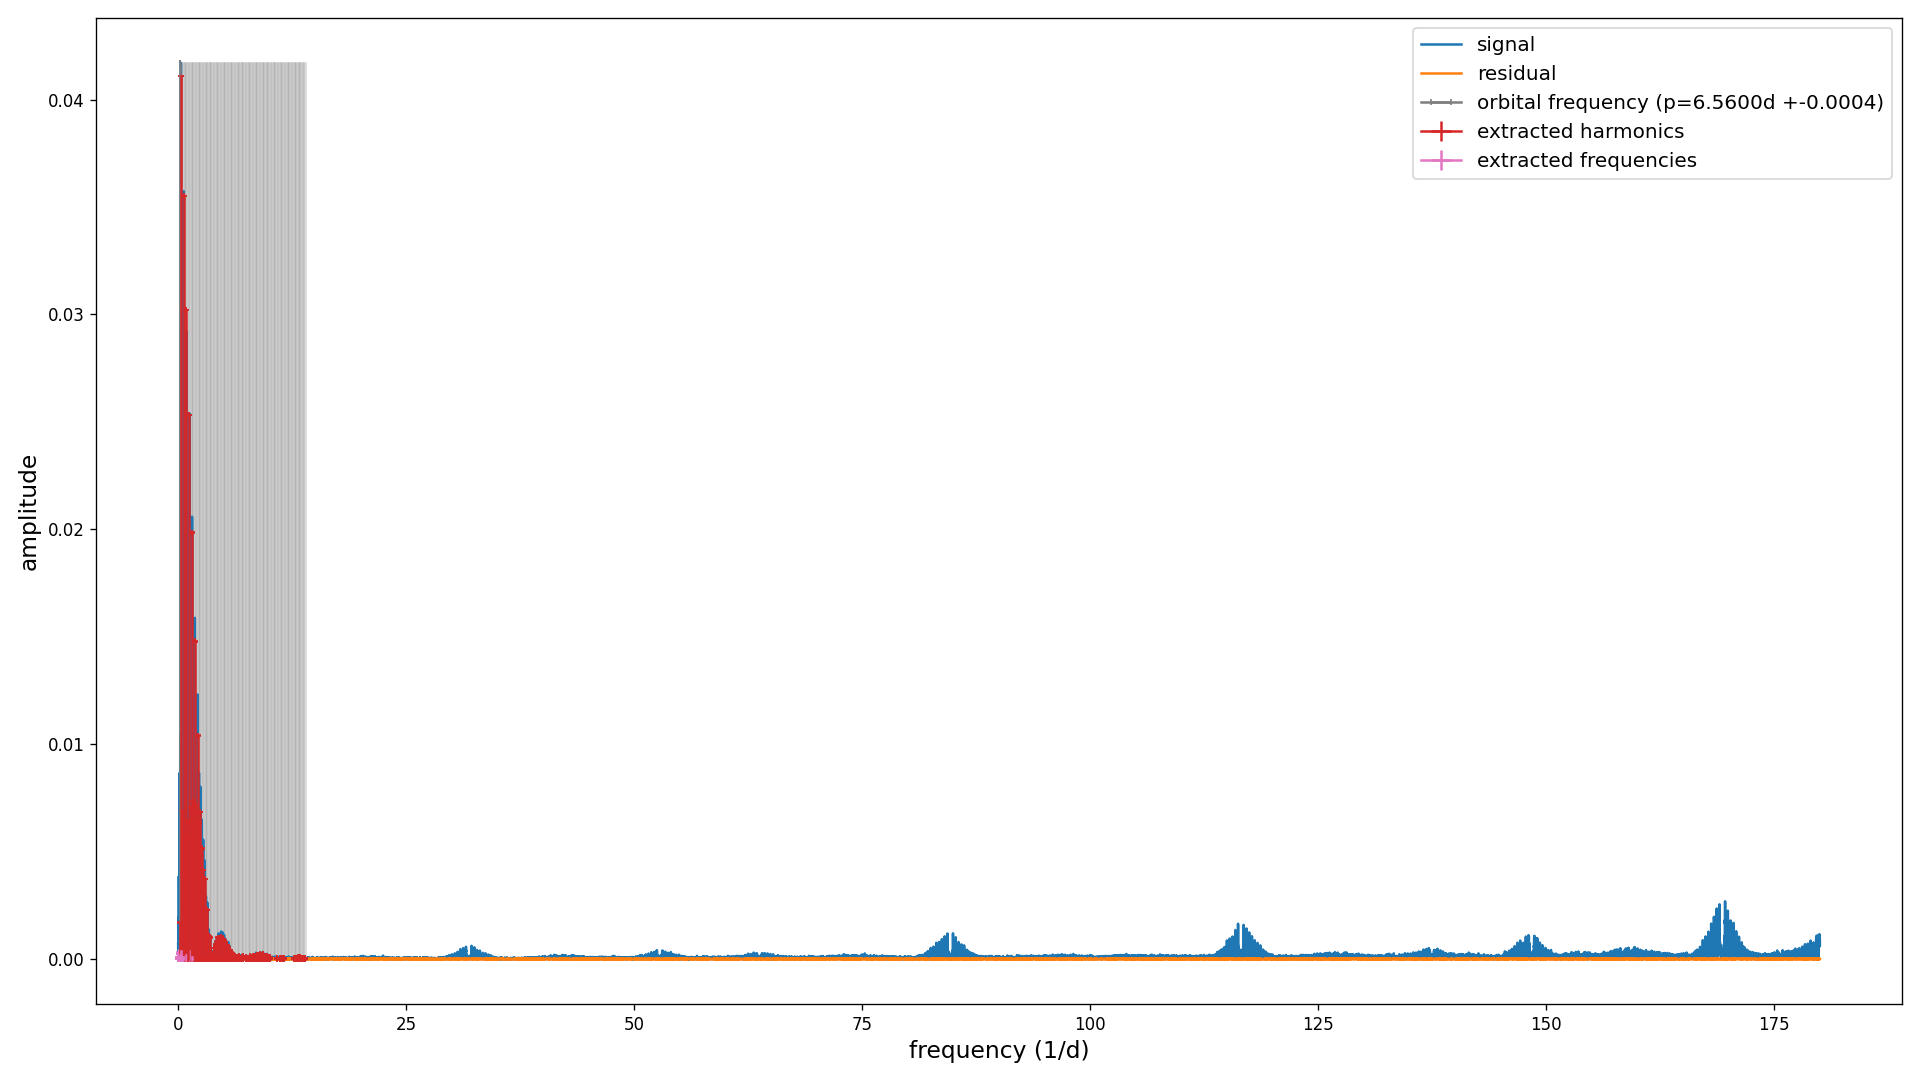 signal
residual
orbital frequency (p=6.5600d +-0.0004)
extracted harmonics
extracted frequencies
amplitude
0.04
0.03
0.02
0.01
0.00
0 25 50 75 100 125 150 175
frequency (1/d)